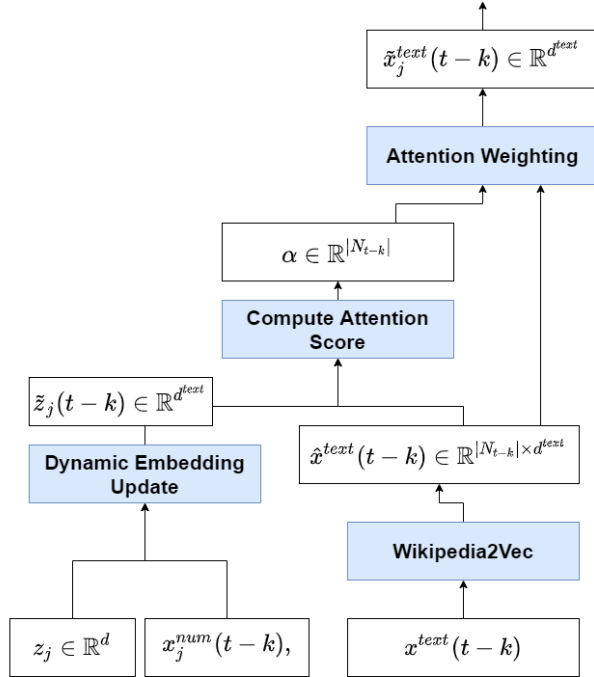 x̃_j^{text}(t − k) ∈ ℝ^{d^{text}}
Attention Weighting
α ∈ ℝ^{|N_{t−k}|}
Compute Attention
Score
z̃_j(t − k) ∈ ℝ^{d^{text}}
x̂^{text}(t − k) ∈ ℝ^{|N_{t−k}|×d^{text}}
Dynamic Embedding
Update
Wikipedia2Vec
z_j ∈ ℝ^d
x_j^{num}(t − k),
x^{text}(t − k)